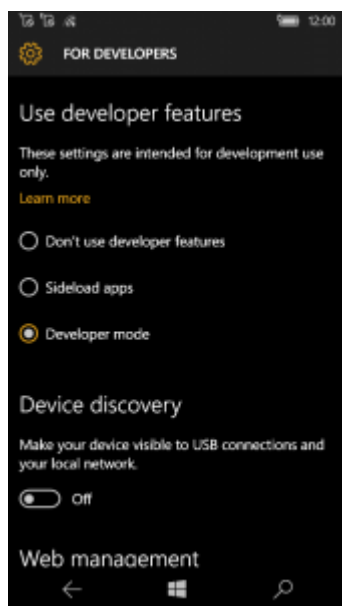 12:00
FOR DEVELOPERS
Use developer features
These settings are intended for development use
only.
Learn more
Don't use developer features
Sideload apps
Developer mode
Device discovery
Make your device visible to USB connections and
your local network.
Off
Web management